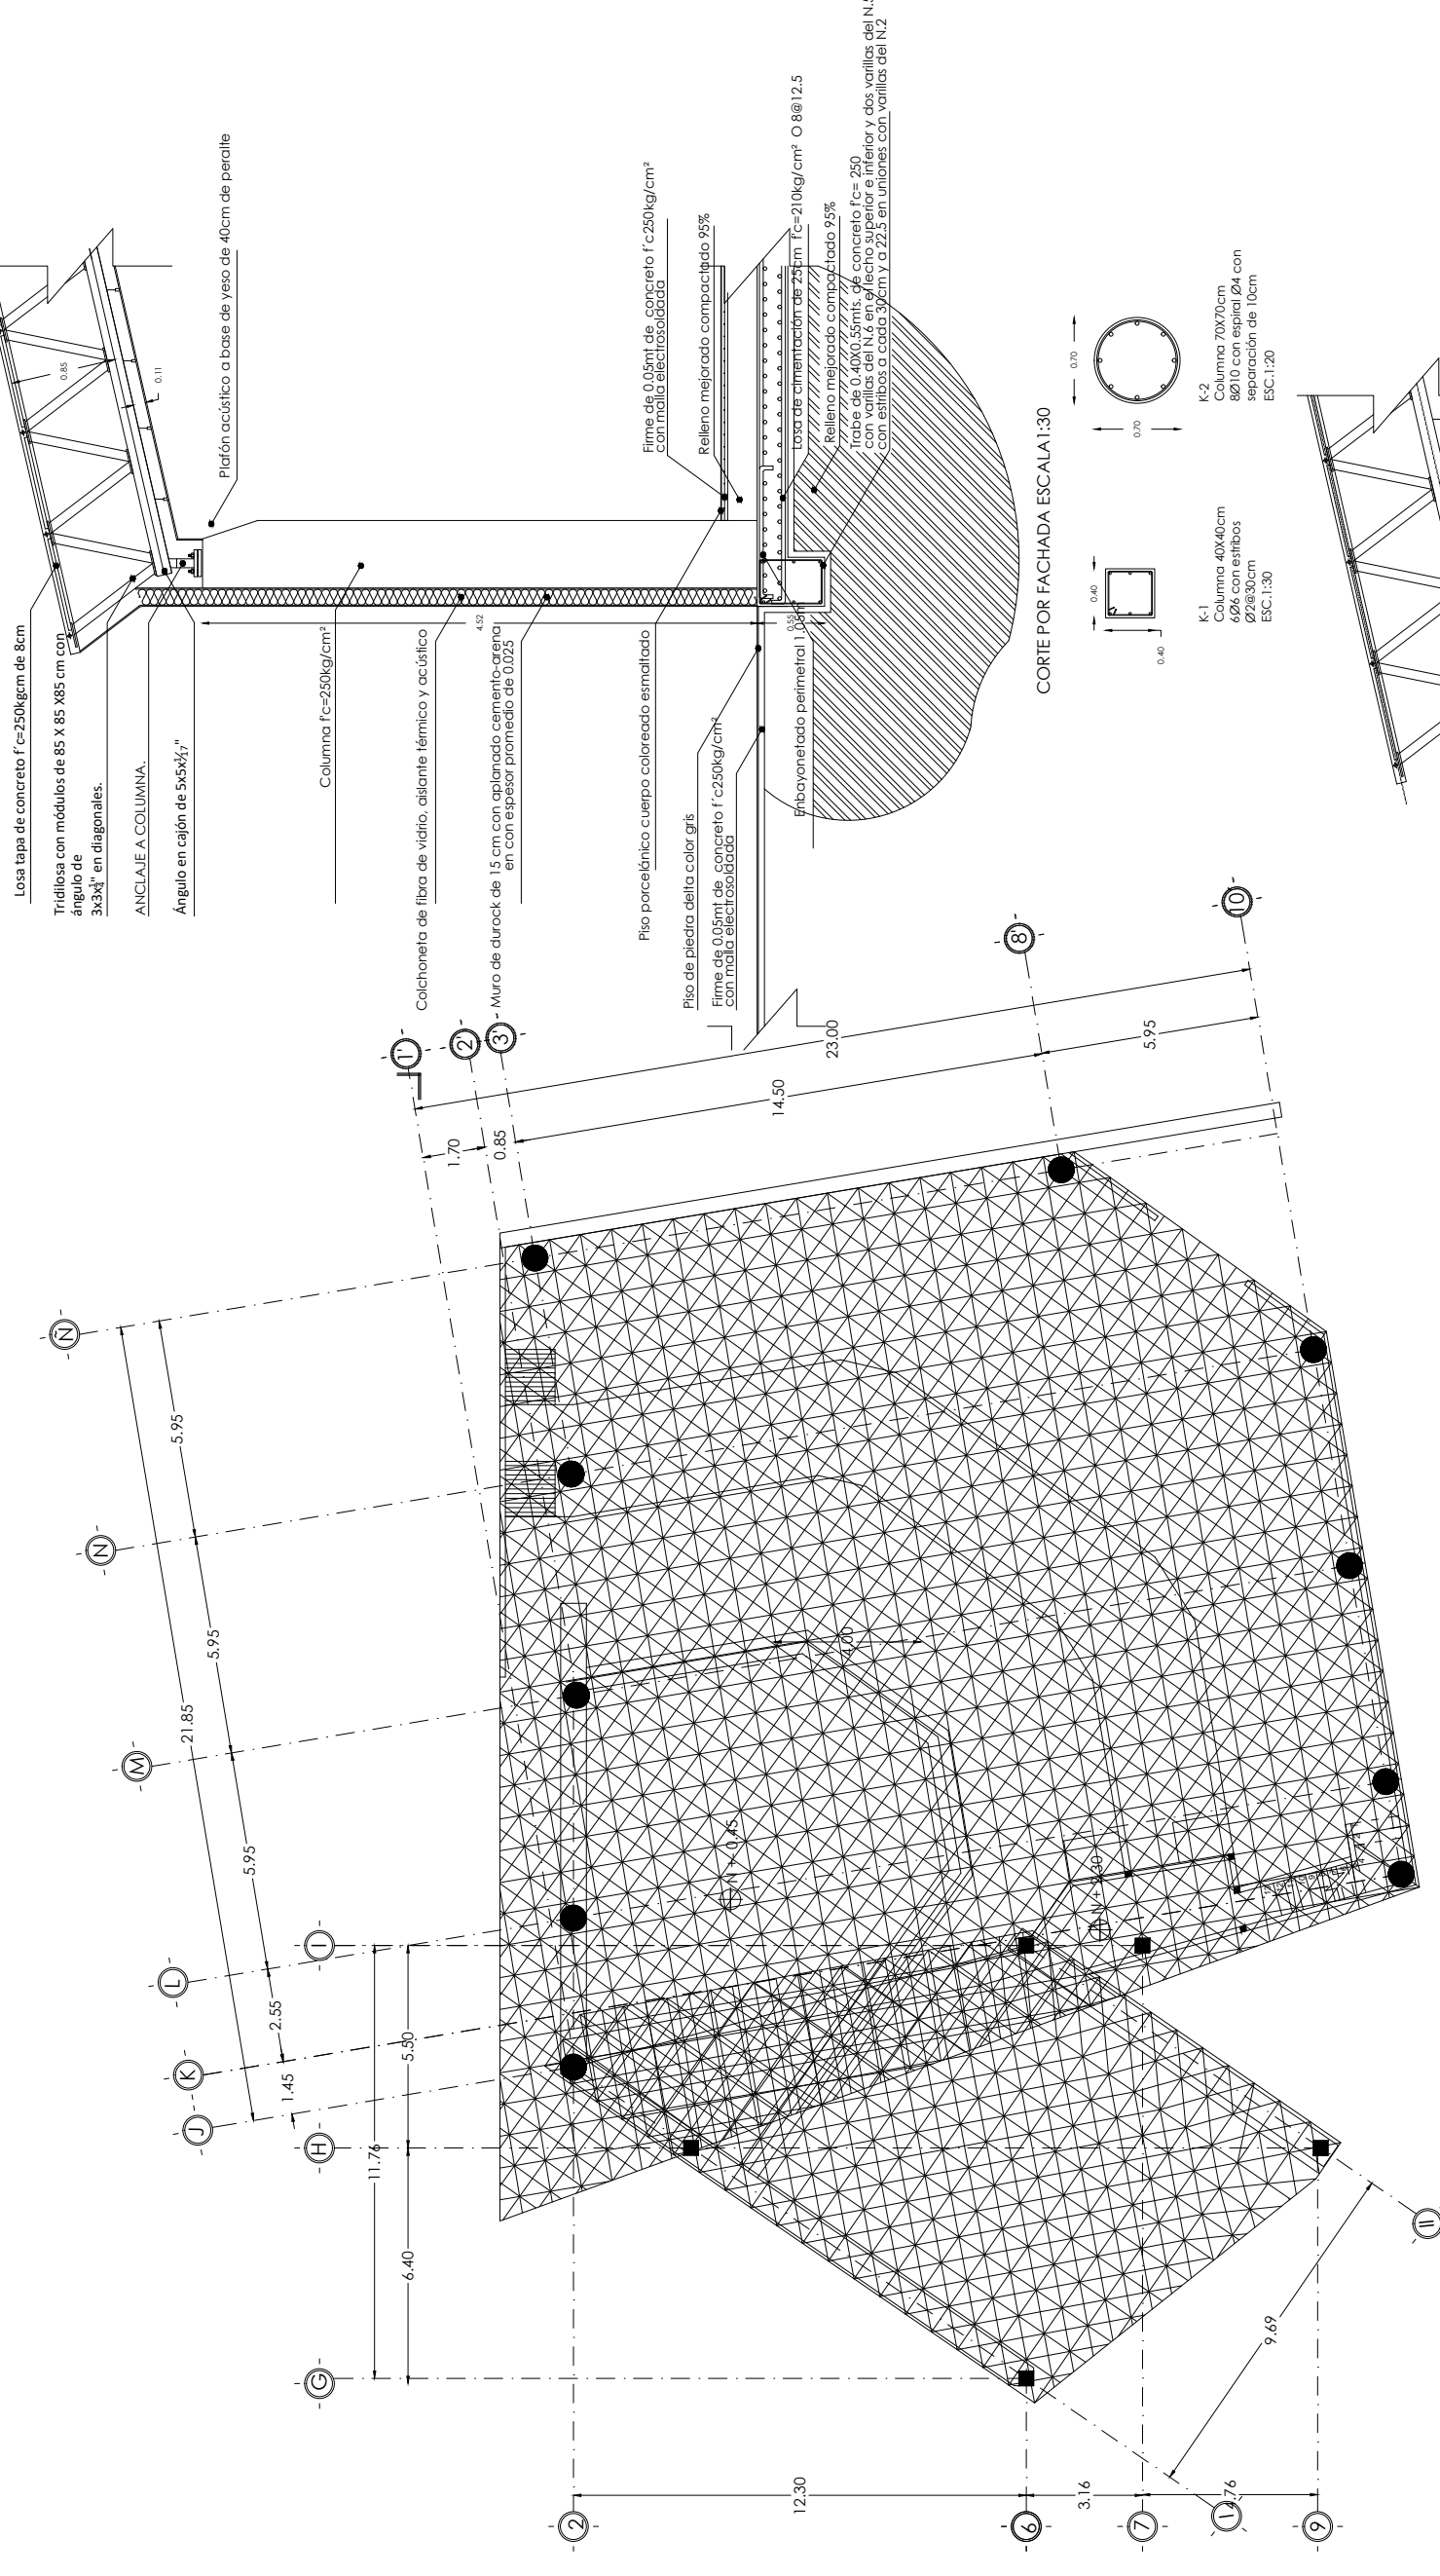 Losa tapa de concreto f´c=250kgcm de 8cm
Tridilosa con módulos de 85 X 85 X85 cm con
ángulo de
3x3x¼" en diagonales.
ANCLAJE A COLUMNA.
0.85
0.11
Plafón acústico a base de yeso de 40cm de peralte
Columna f'c=250kg/cm²
Colchoneta de fibra de vidrio, aislante térmico y acústico
Muro de durock de 15 cm con aplanado cemento-arena
en con espesor promedio de 0.025
4.52
0.55
Firme de 0.05mt de concreto f´c250kg/cm²
con malla electrosoldada
Relleno mejorado compactado 95%
Losa de cimentación de 25cm f'c=210kg/cm² O 8@12.5
Relleno mejorado compactado 95%
Trabe de 0.40X0.55mts. de concreto f'c= 250
con varillas del N.6 en el lecho superior e inferior y dos varillas del N.5
con estribos a cada 30cm y a 22.5 en uniones con varillas del N.2
Piso porcelánico cuerpo coloreado esmaltado
Piso de piedra delta color gris
Firme de 0.05mt de concreto f´c250kg/cm²
con malla electrosoldada
CORTE POR FACHADA ESCALA1:30
0.40
0.40
K-1
Columna 40X40cm
6Ø6 con estribos
Ø2@30cm
ESC.1:30
0.70
0.70
K-2
Columna 70X70cm
8Ø10 con espiral Ø4 con
separación de 10cm
ESC.1:20
1'
2'
3'
8'
10'
1.70
0.85
14.50
23.00
5.95
Ñ
N
M
L
K
J
5.95
5.95
5.95
2.55
1.45
21.85
I
H
G
5.50
11.76
6.40
2
6
7
9
12.30
3.16
4.76
I
II
9.69
4.00
N +- 0.45